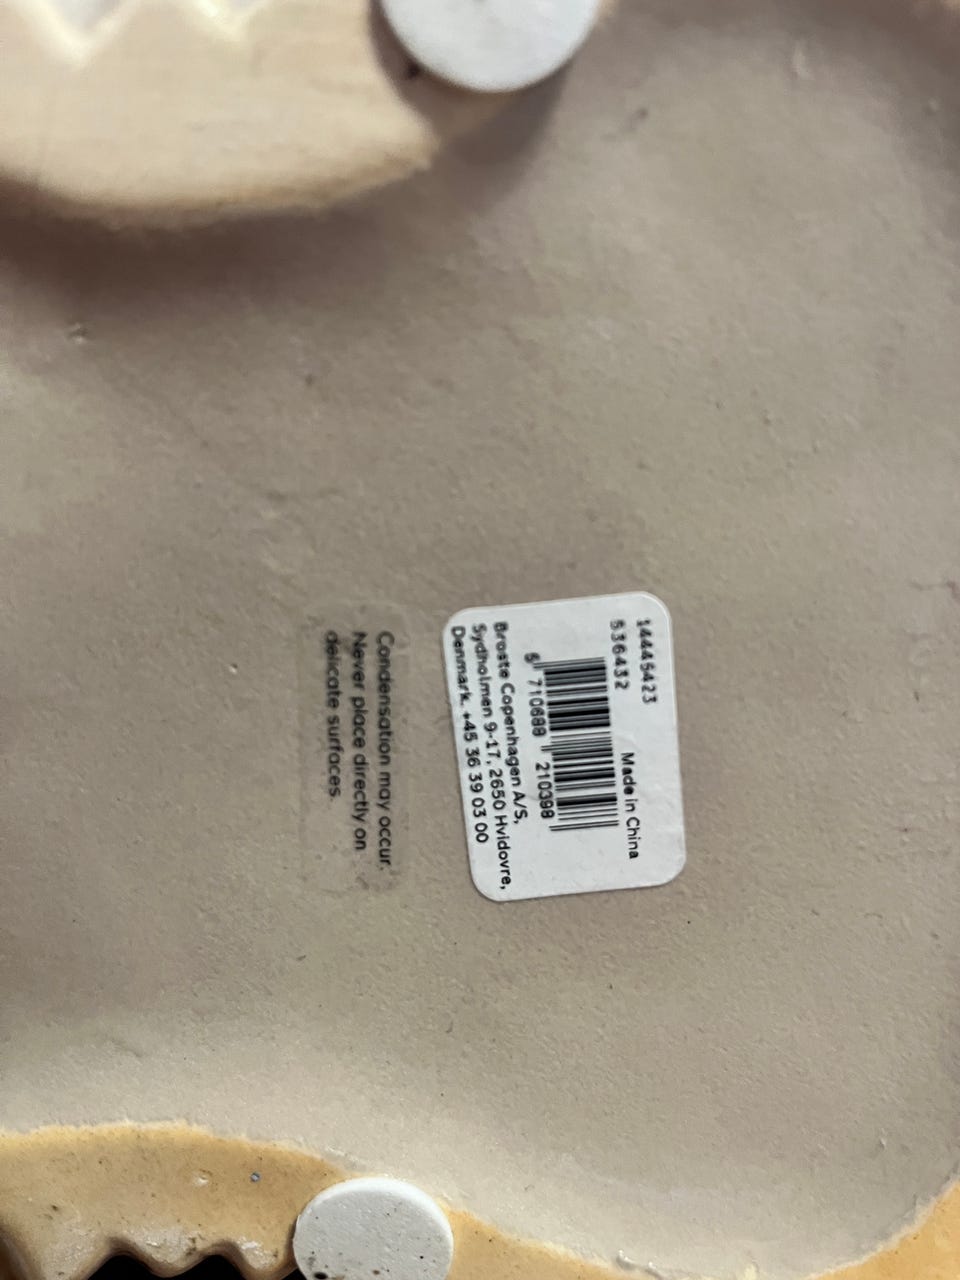 14445423
536432
Made in China
5 710688 210398
Broste Copenhagen A/S,
Sydholmen 9-17, 2650 Hvidovre,
Denmark. +45 36 39 03 00
Condensation may occur.
Never place directly on
delicate surfaces.